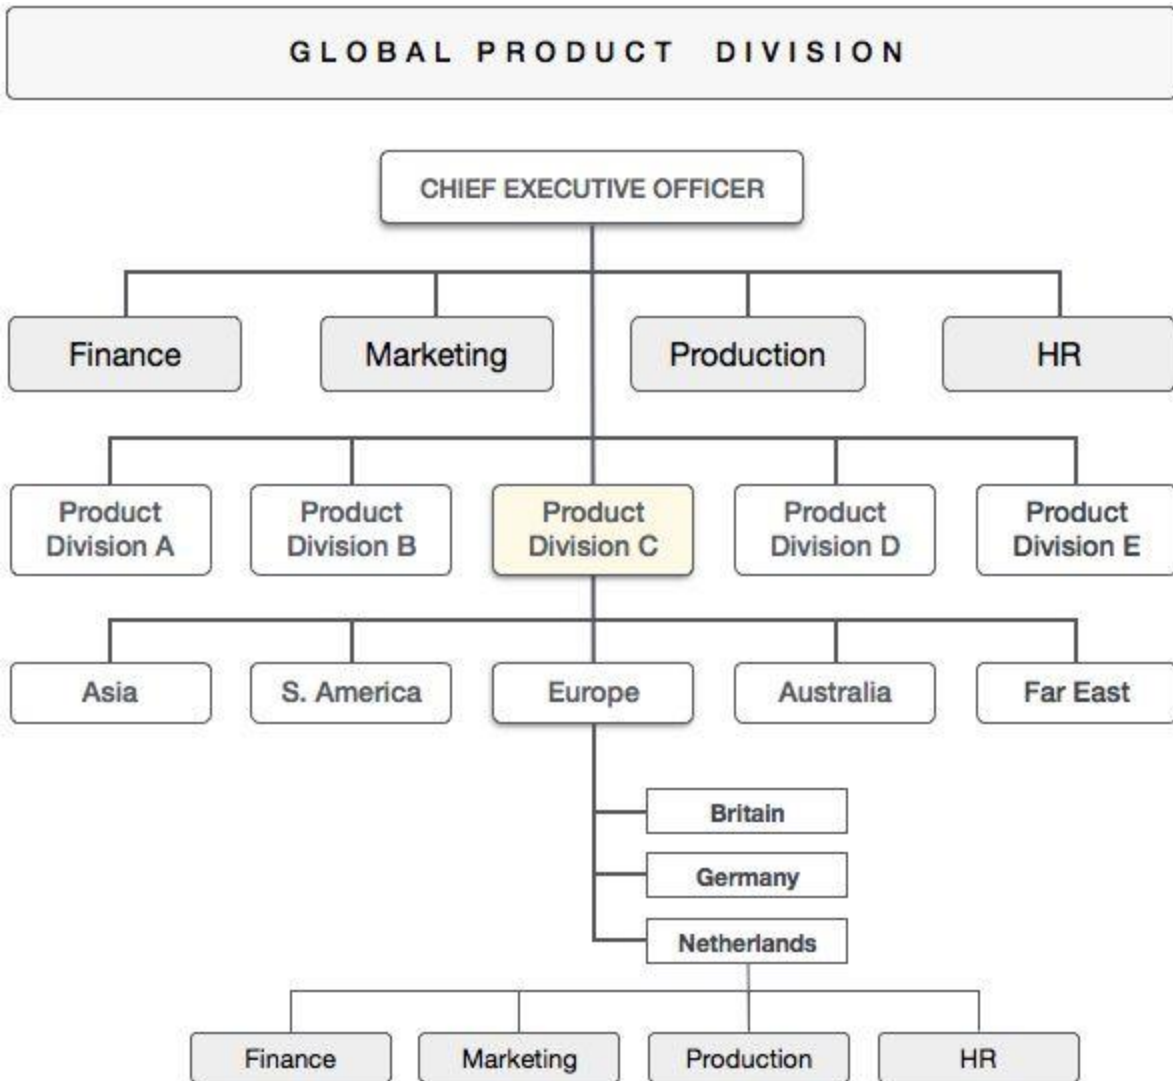 GLOBAL PRODUCT DIVISION
CHIEF EXECUTIVE OFFICER
Finance
Marketing
Production
HR
Product
Division A
Product
Division B
Product
Division C
Product
Division D
Product
Division E
Asia
S. America
Europe
Australia
Far East
Britain
Germany
Netherlands
Finance
Marketing
Production
HR